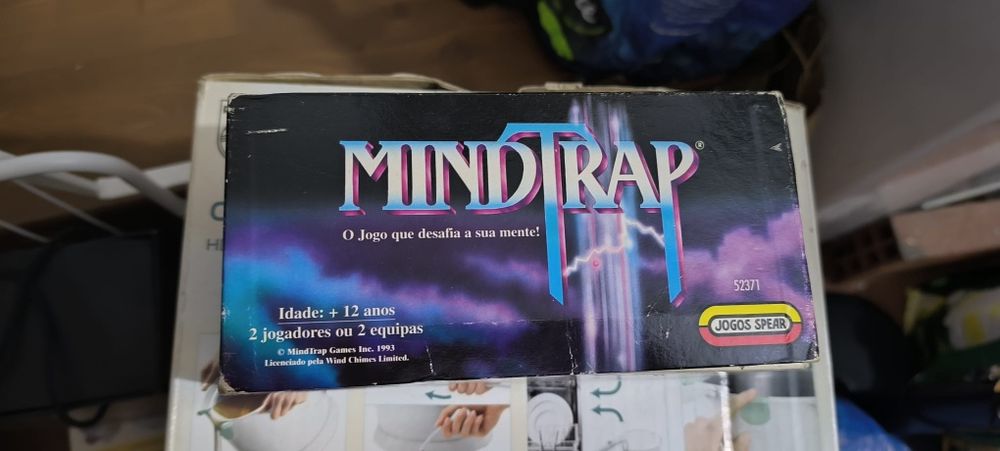 MINDTRAP®
O Jogo que desafia a sua mente!
52371
Idade: + 12 anos
2 jogadores ou 2 equipas
JOGOS SPEAR
© MindTrap Games Inc. 1993
Licenciado pela Wind Chimes Limited.